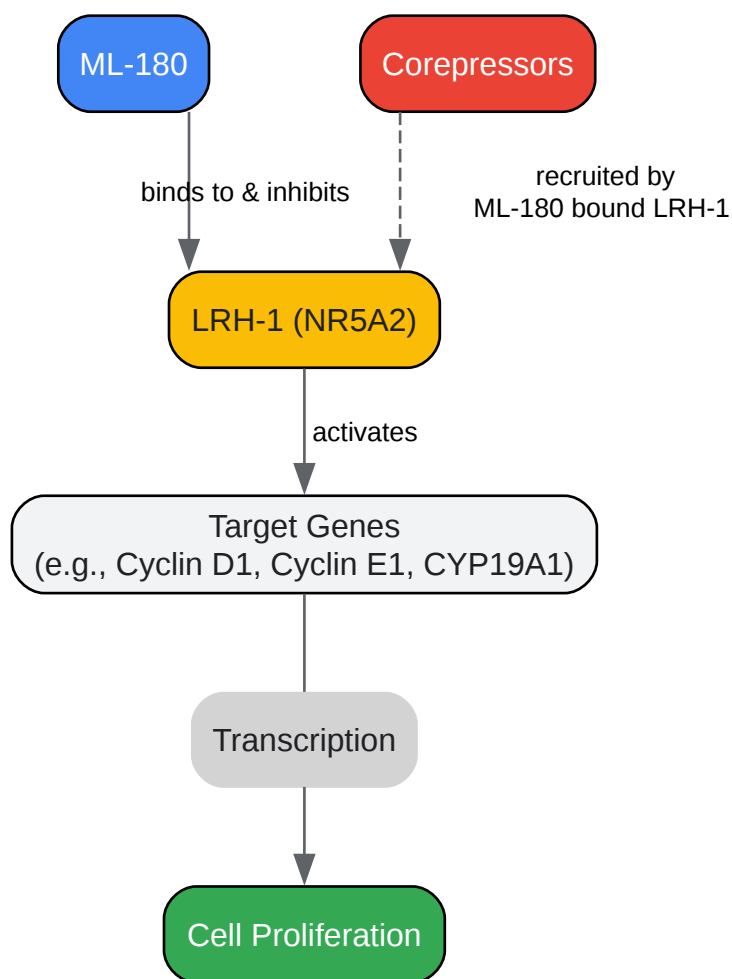 ML-180
Corepressors
binds to & inhibits
recruited by
ML-180 bound LRH-1
LRH-1 (NR5A2)
activates
Target Genes
(e.g., Cyclin D1, Cyclin E1, CYP19A1)
Transcription
Cell Proliferation